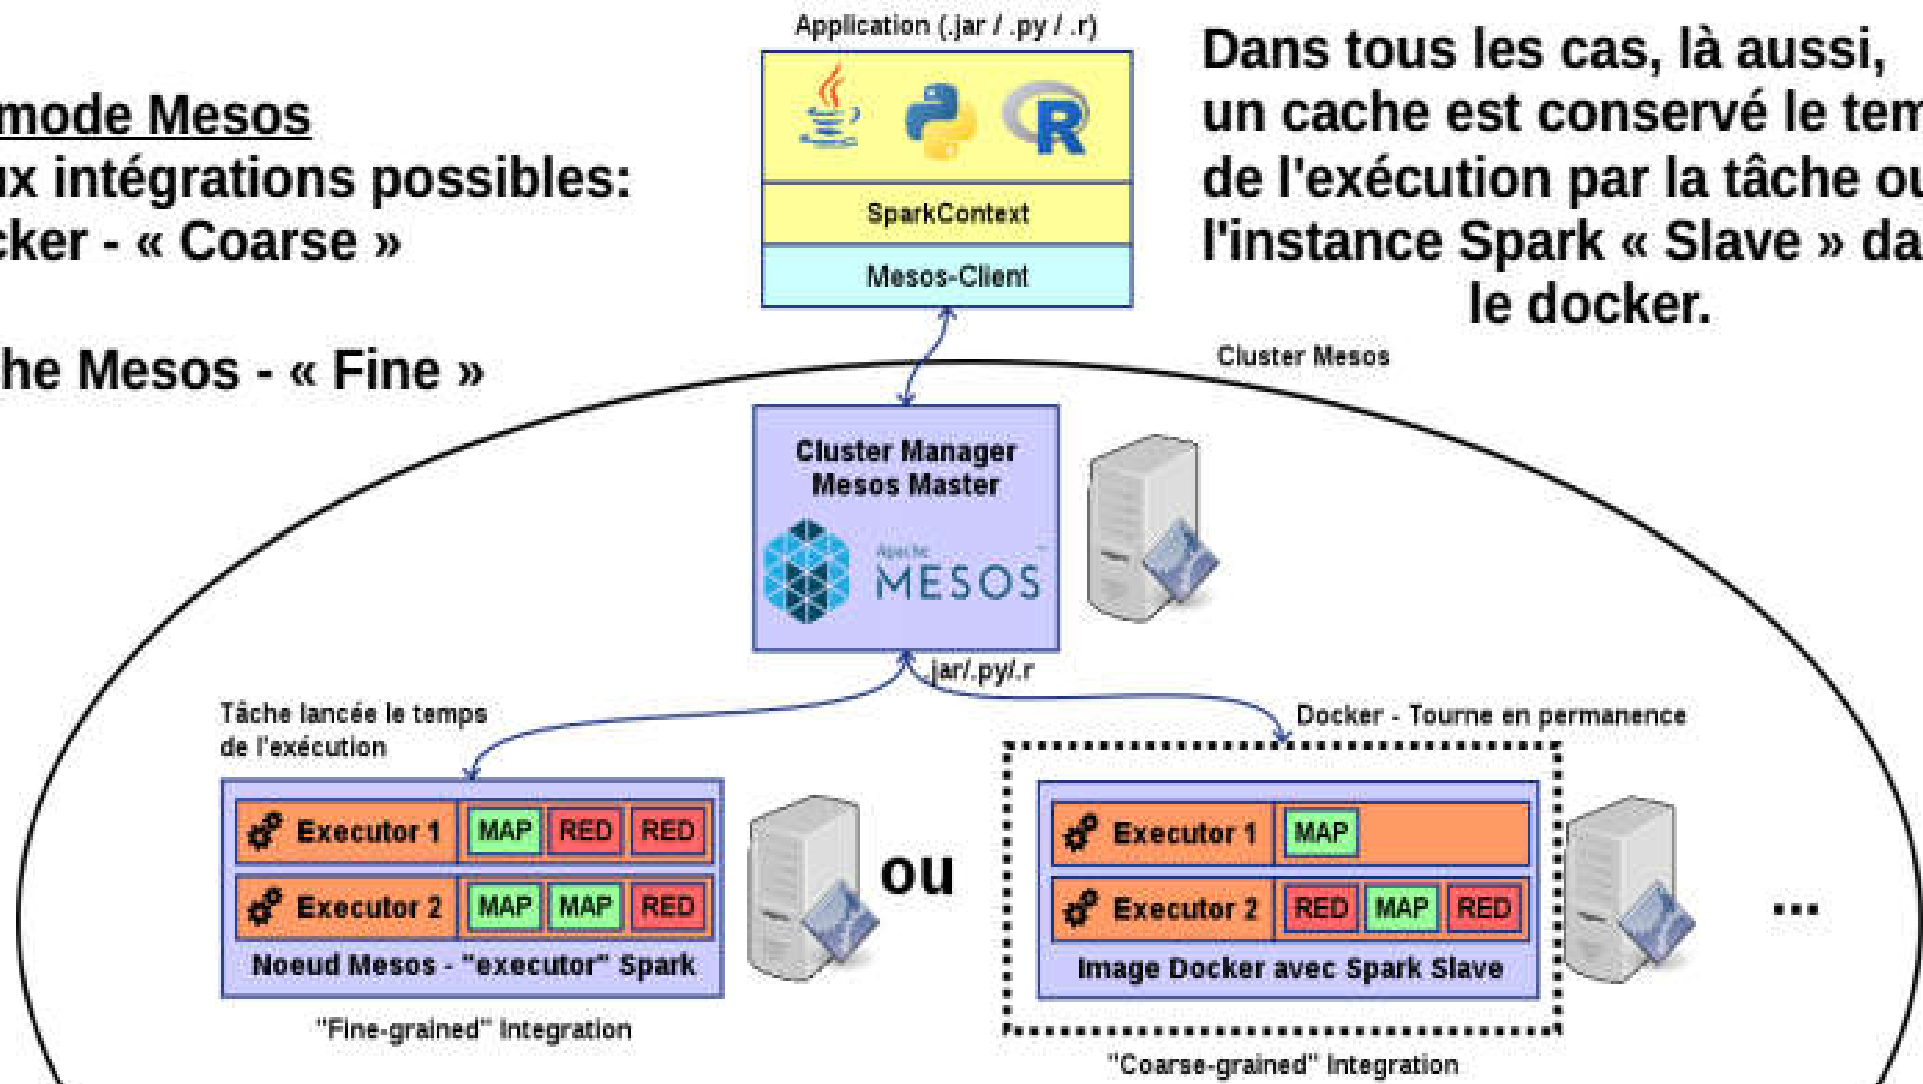 Application (.jar / .py / .r)
mode Mesos
ux intégrations possibles:
cker - « Coarse »
he Mesos - « Fine »
Dans tous les cas, là aussi,
un cache est conservé le tem
de l'exécution par la tâche ou
l'instance Spark « Slave » da
le docker.
R
SparkContext
Mesos-Client
Cluster Mesos
Cluster Manager
Mesos Master
Apache
MESOS
.jar/.py/.r
Tâche lancée le temps
de l'exécution
Docker - Tourne en permanence
Executor 1 MAP RED RED
Executor 2 MAP MAP RED
Noeud Mesos - "executor" Spark
"Fine-grained" Integration
ou
Executor 1 MAP
Executor 2 RED MAP RED
Image Docker avec Spark Slave
"Coarse-grained" Integration
...